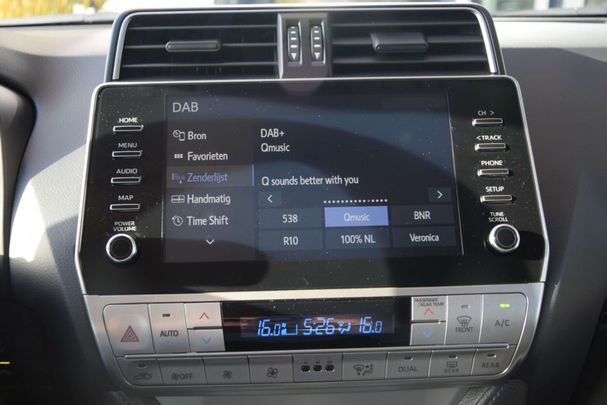 DAB
HOME
MENU
AUDIO
MAP
POWER
VOLUME
Bron
Favorieten
Zenderlijst
Handmatig
Time Shift
DAB+
Qmusic
Q sounds better with you
538
Qmusic
BNR
R10
100% NL
Veronica
CH >
< TRACK
PHONE
SETUP
TUNE
SCROLL
AUTO
16.0
5:26
16.0
PASSENGER
/ REAR TEMP
FRONT
A/C
OFF
DUAL
REAR
REAR